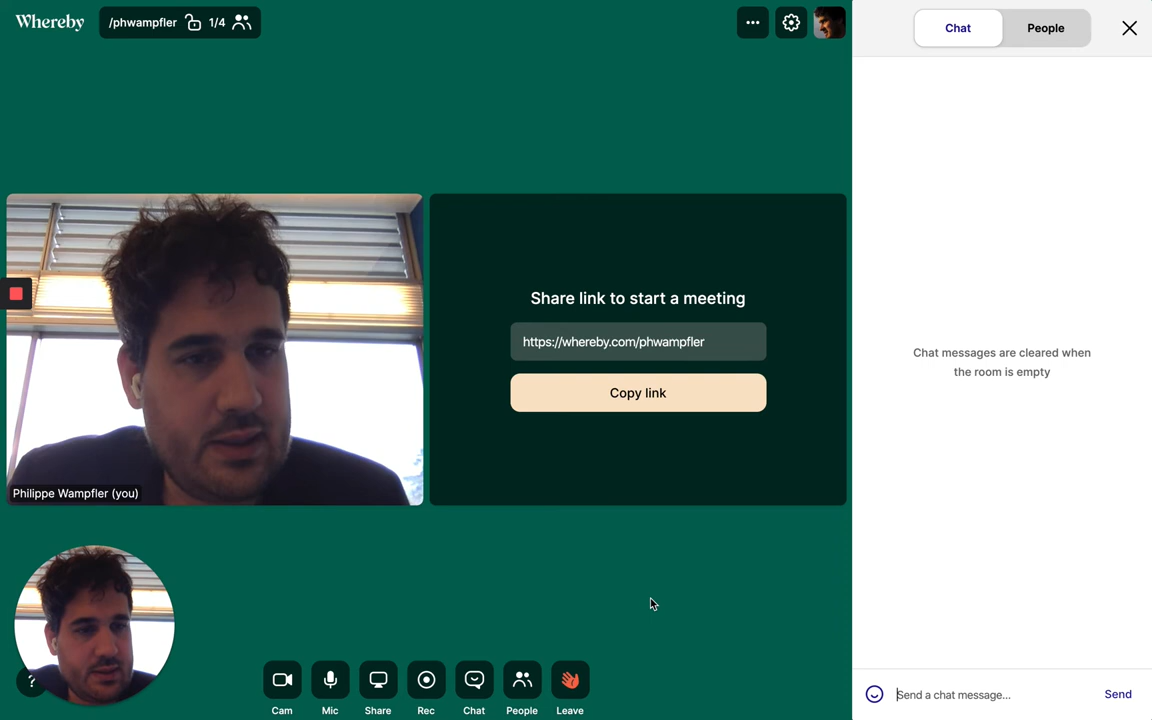 Whereby
/phwampfler
1/4
Chat
People
Share link to start a meeting
https://whereby.com/phwampfler
Copy link
Chat messages are cleared when
the room is empty
Philippe Wampfler (you)
?
Cam
Mic
Share
Rec
Chat
People
Leave
Send a chat message...
Send